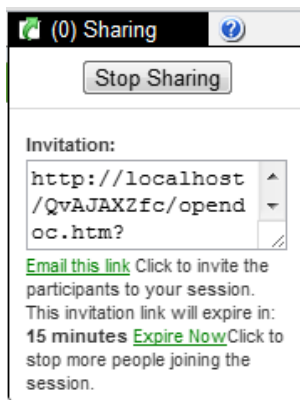 (0) Sharing
Stop Sharing
Invitation:
http://localhost
/QvAJAXZfc/opend
oc.htm?
Email this link Click to invite the
participants to your session.
This invitation link will expire in:
15 minutes Expire NowClick to
stop more people joining the
session.